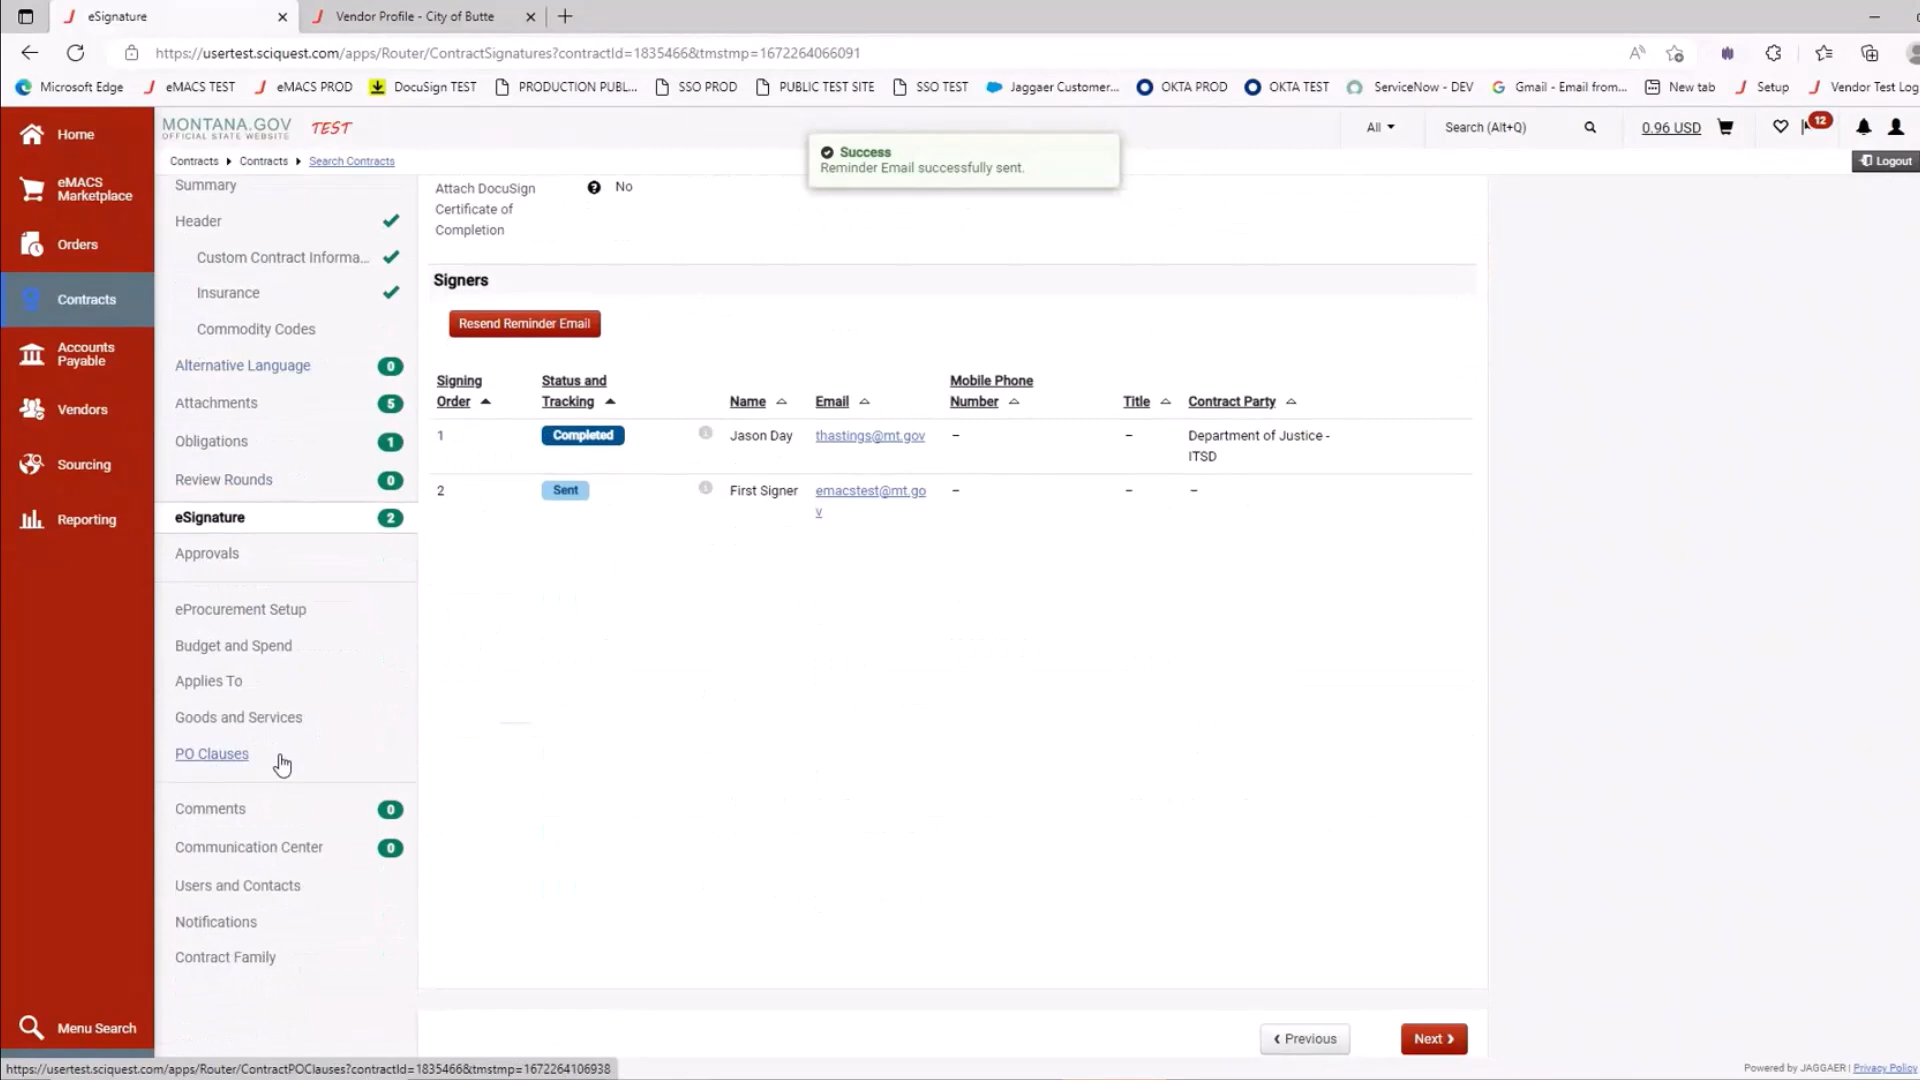 eSignature
Vendor Profile - City of Butte
https://usertest.sciquest.com/apps/Router/ContractSignatures?contractId=1835466&tmstmp=1672264066091
Microsoft Edge eMACS TEST eMACS PROD DocuSign TEST PRODUCTION PUBL... SSO PROD PUBLIC TEST SITE SSO TEST Jaggaer Customer... OKTA PROD OKTA TEST ServiceNow - DEV Gmail - Email from... New tab Setup Vendor Test Log
MONTANA.GOV
OFFICIAL STATE WEBSITE
TEST
All Search (Alt+Q) 0.96 USD 12
Logout
Contracts Contracts Search Contracts
Success
Reminder Email successfully sent.
Home
eMACS
Marketplace
Orders
Contracts
Accounts
Payable
Vendors
Sourcing
Reporting
Menu Search
Summary
Header
Custom Contract Informa...
Insurance
Commodity Codes
Alternative Language 0
Attachments 5
Obligations 1
Review Rounds 0
eSignature 2
Approvals
eProcurement Setup
Budget and Spend
Applies To
Goods and Services
PO Clauses
Comments 0
Communication Center 0
Users and Contacts
Notifications
Contract Family
Attach DocuSign
Certificate of
Completion
No
Signers
Resend Reminder Email
Signing
Order
Status and
Tracking
Name
Email
Mobile Phone
Number
Title
Contract Party
1 Completed Jason Day thastings@mt.gov – – Department of Justice -
ITSD
2 Sent First Signer emacstest@mt.go – – –
v
Previous
Next
https://usertest.sciquest.com/apps/Router/ContractPOClauses?contractId=1835466&tmstmp=1672264106938
Powered by JAGGAER | Privacy Policy